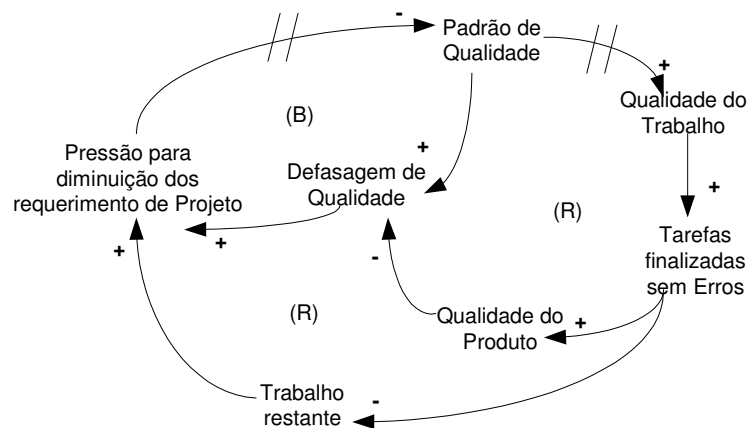 -
Padrão de
Qualidade
+
Qualidade do
Trabalho
(B)
Pressão para
diminuição dos
requerimento de Projeto
+
Defasagem de
Qualidade
+
+
(R)
+
Tarefas
finalizadas
sem Erros
-
(R)
Qualidade do
Produto
+
-
Trabalho
restante